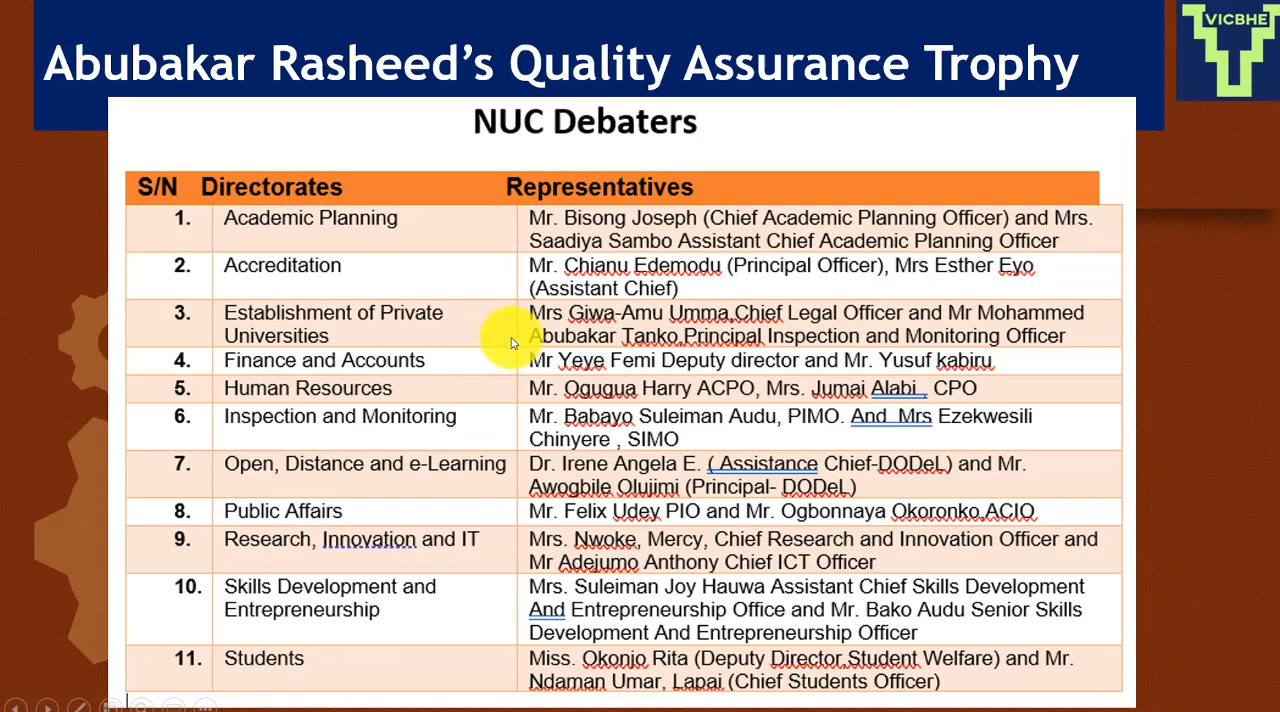 VICBHE
Abubakar Rasheed's Quality Assurance Trophy
NUC Debaters
S/N Directorates Representatives
1. Academic Planning Mr. Bisong Joseph (Chief Academic Planning Officer) and Mrs.
Saadiya Sambo Assistant Chief Academic Planning Officer
2. Accreditation Mr. Chianu Edemodu (Principal Officer), Mrs Esther Eyo
(Assistant Chief)
3. Establishment of Private Mrs Giwa-Amu Umma,Chief Legal Officer and Mr Mohammed
Universities Abubakar Tanko,Principal Inspection and Monitoring Officer
4. Finance and Accounts Mr Yeye Femi Deputy director and Mr. Yusuf kabiru
5. Human Resources Mr. Ogugua Harry ACPO, Mrs. Jumai Alabi , CPO
6. Inspection and Monitoring Mr. Babayo Suleiman Audu, PIMO. And Mrs Ezekwesili
Chinyere , SIMO
7. Open, Distance and e-Learning Dr. Irene Angela E. ( Assistance Chief-DODeL) and Mr.
Awogbile Olujimi (Principal- DODeL)
8. Public Affairs Mr. Felix Udey PIO and Mr. Ogbonnaya Okoronko,ACIO
9. Research, Innovation and IT Mrs. Nwoke, Mercy, Chief Research and Innovation Officer and
Mr Adejumo Anthony Chief ICT Officer
10. Skills Development and Mrs. Suleiman Joy Hauwa Assistant Chief Skills Development
Entrepreneurship And Entrepreneurship Office and Mr. Bako Audu Senior Skills
Development And Entrepreneurship Officer
11. Students Miss. Okonjo Rita (Deputy Director,Student Welfare) and Mr.
Ndaman Umar, Lapai (Chief Students Officer)